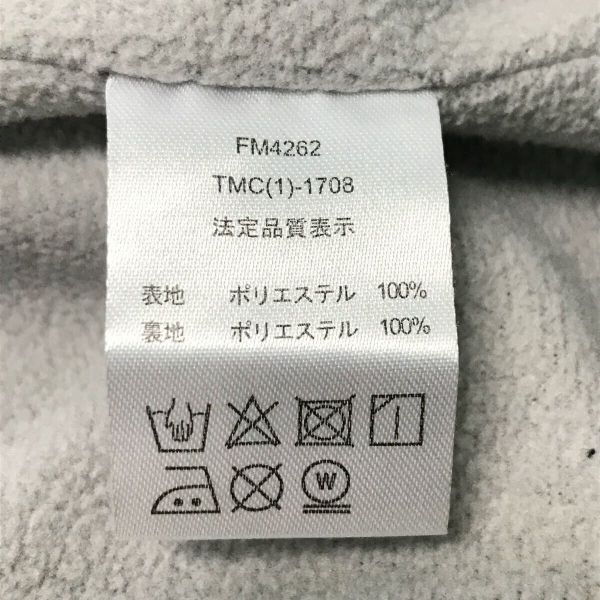 FM4262
TMC(1)-1708
法定品質表示
表地 ポリエステル 100%
裏地 ポリエステル 100%
W